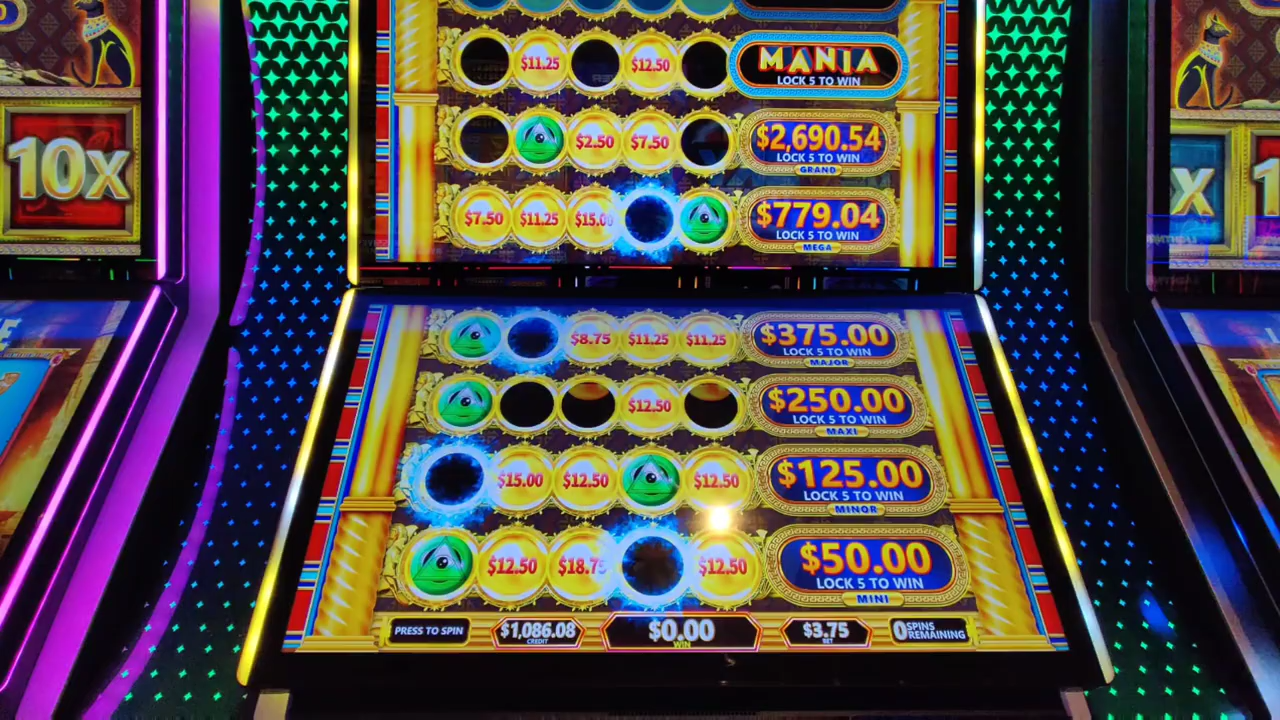 $11.25 $12.50 MANIA
LOCK 5 TO WIN
$2.50 $7.50 $2,690.54
LOCK 5 TO WIN
GRAND
$7.50 $11.25 $15.00 $779.04
LOCK 5 TO WIN
MEGA
10x
X 1
$8.75 $11.25 $11.25 $375.00
LOCK 5 TO WIN
MAJOR
$12.50 $250.00
LOCK 5 TO WIN
MAXI
$15.00 $12.50 $12.50 $125.00
LOCK 5 TO WIN
MINOR
$12.50 $18.75 $12.50 $50.00
LOCK 5 TO WIN
MINI
PRESS TO SPIN $1,086.08 $0.00 $3.75 0 SPINS
CREDIT WIN BET REMAINING